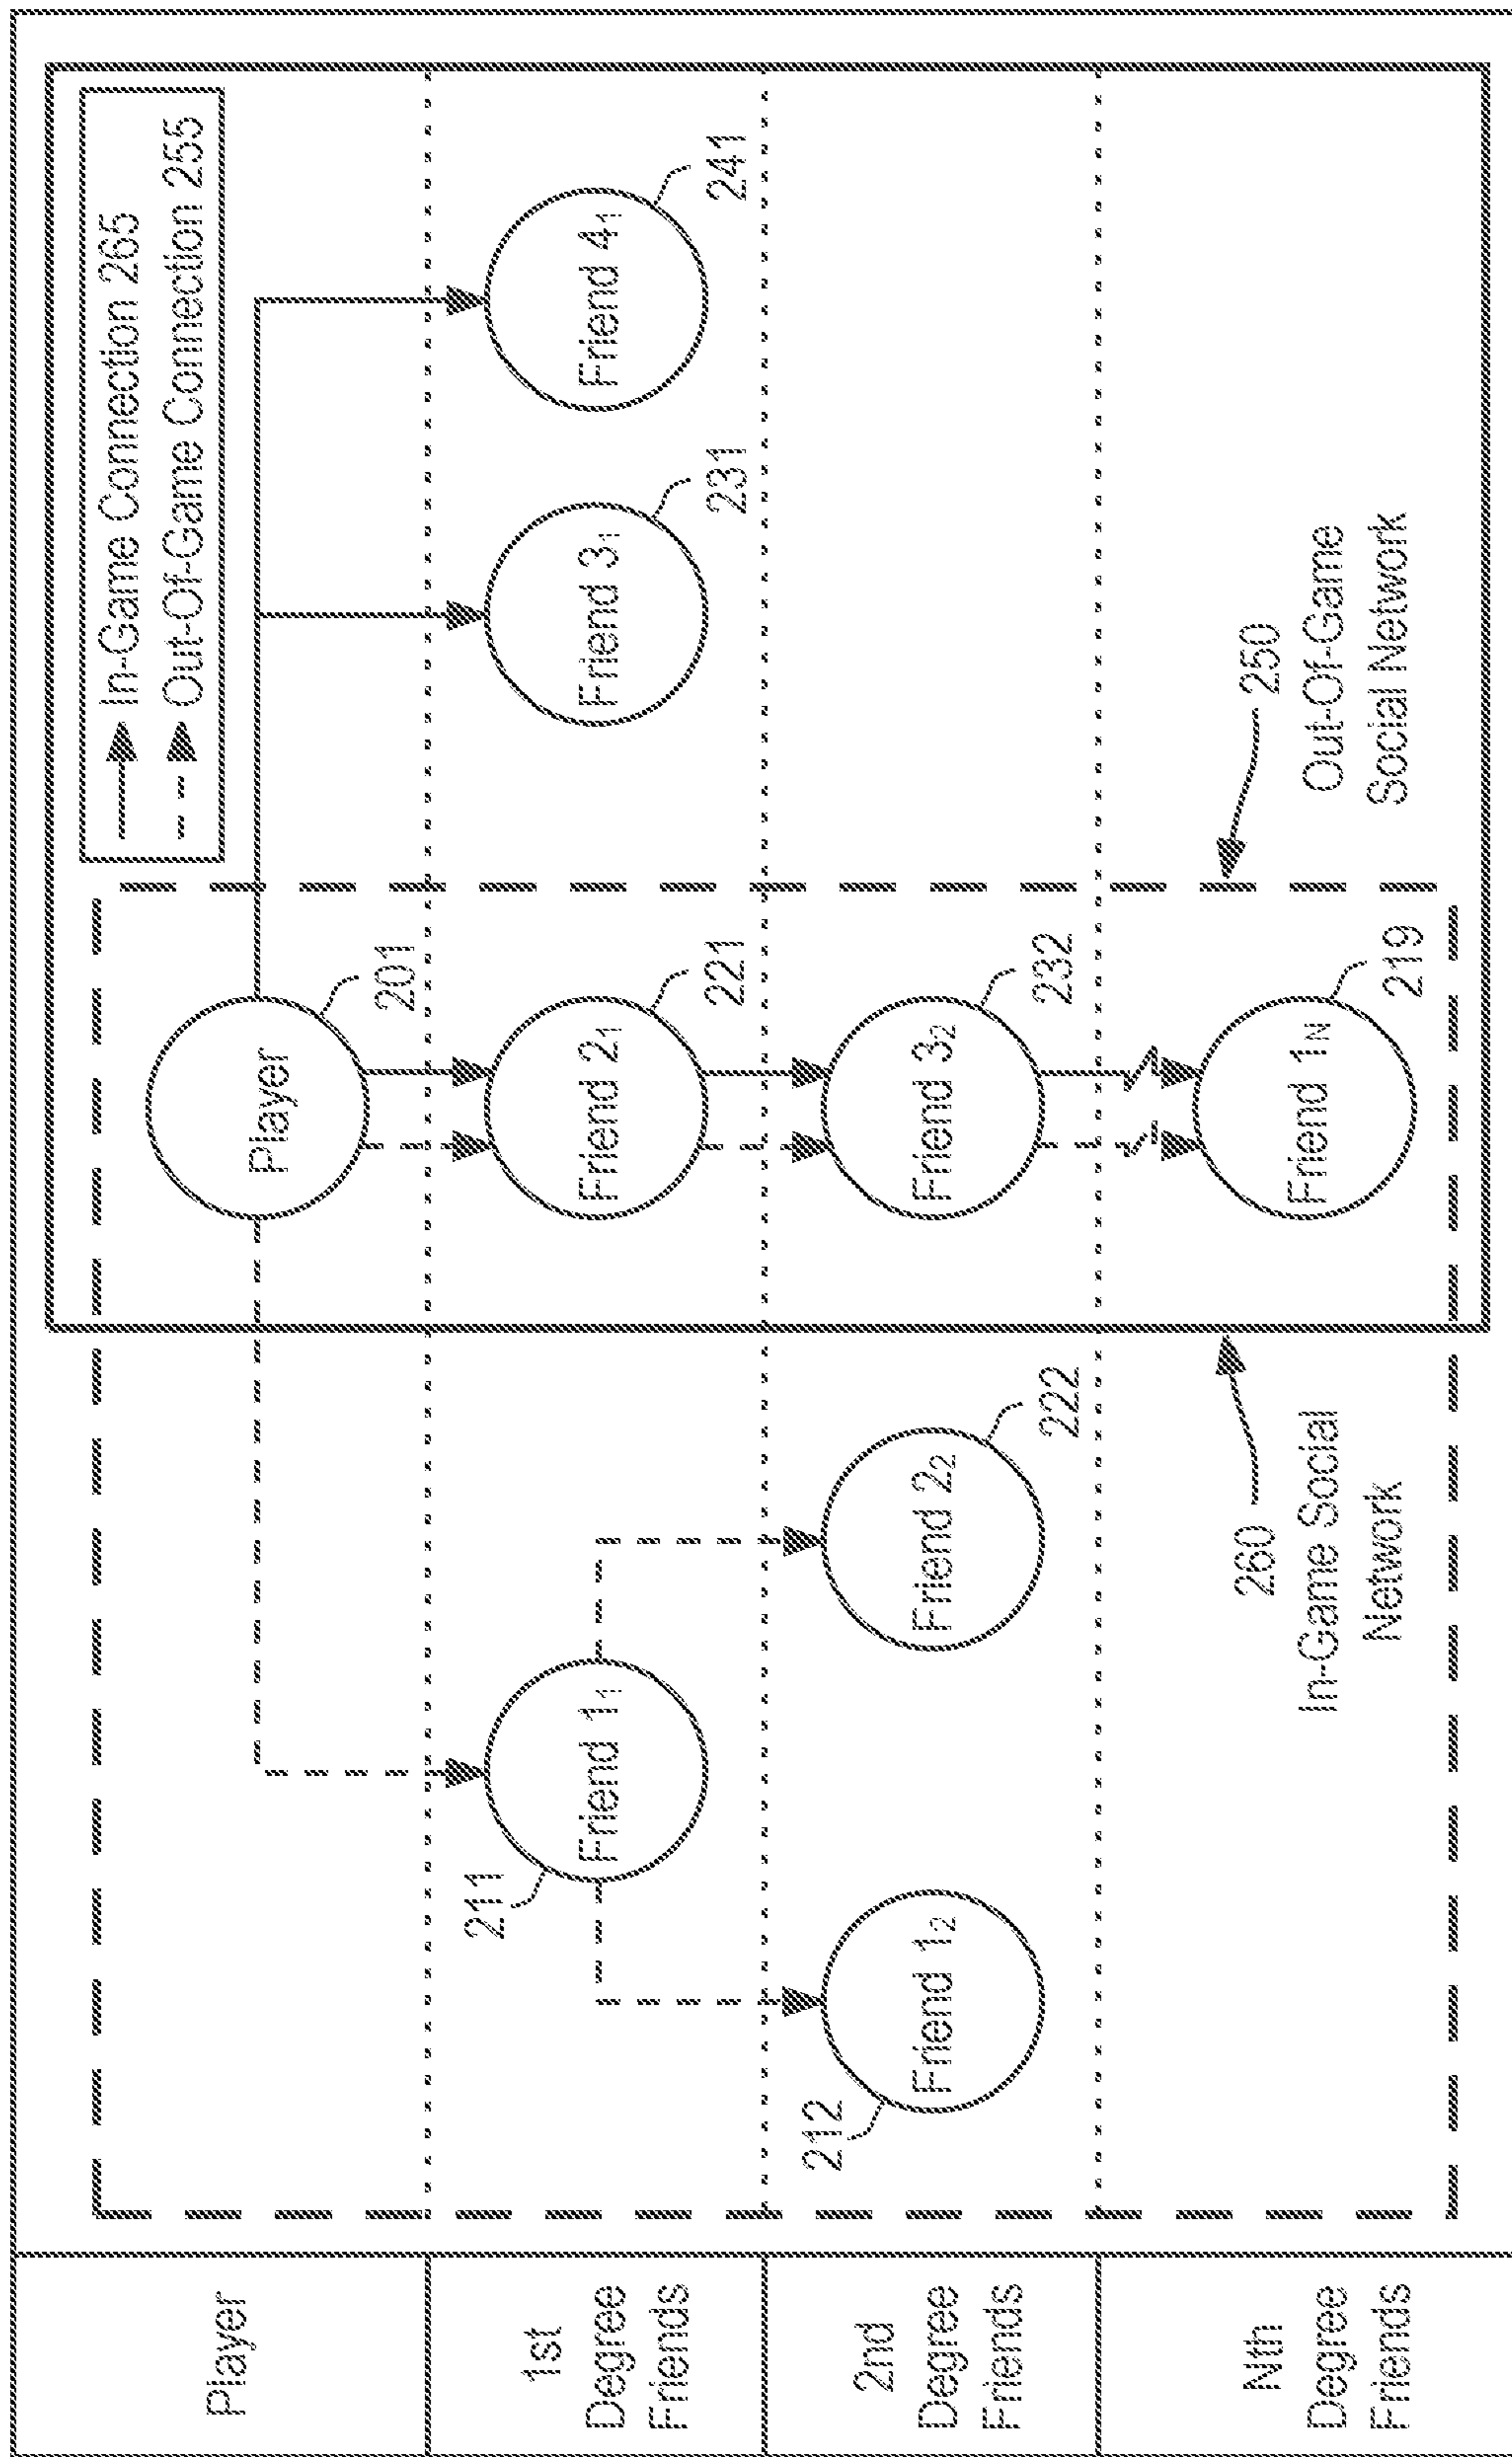 Player
1st
Degree
Friends
2nd
Degree
Friends
Nth
Degree
Friends
In-Game Connection 265
Out-Of-Game Connection 255
Player
201
211
Friend 1₁
Friend 2₁
221
Friend 3₁
231
Friend 4₁
241
212
Friend 1₂
Friend 2₂
222
Friend 3₂
232
260
In-Game Social
Network
Friend 1N
219
250
Out-Of-Game
Social Network